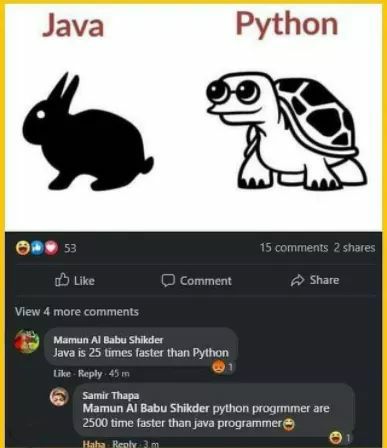 Java
Python
53
15 comments 2 shares
Like
Comment
Share
View 4 more comments
Mamun Al Babu Shikder
Java is 25 times faster than Python
1
Like · Reply · 45 m
Samir Thapa
Mamun Al Babu Shikder python progrmmer are
2500 time faster than java programmer😄
1
Haha · Reply · 3 m